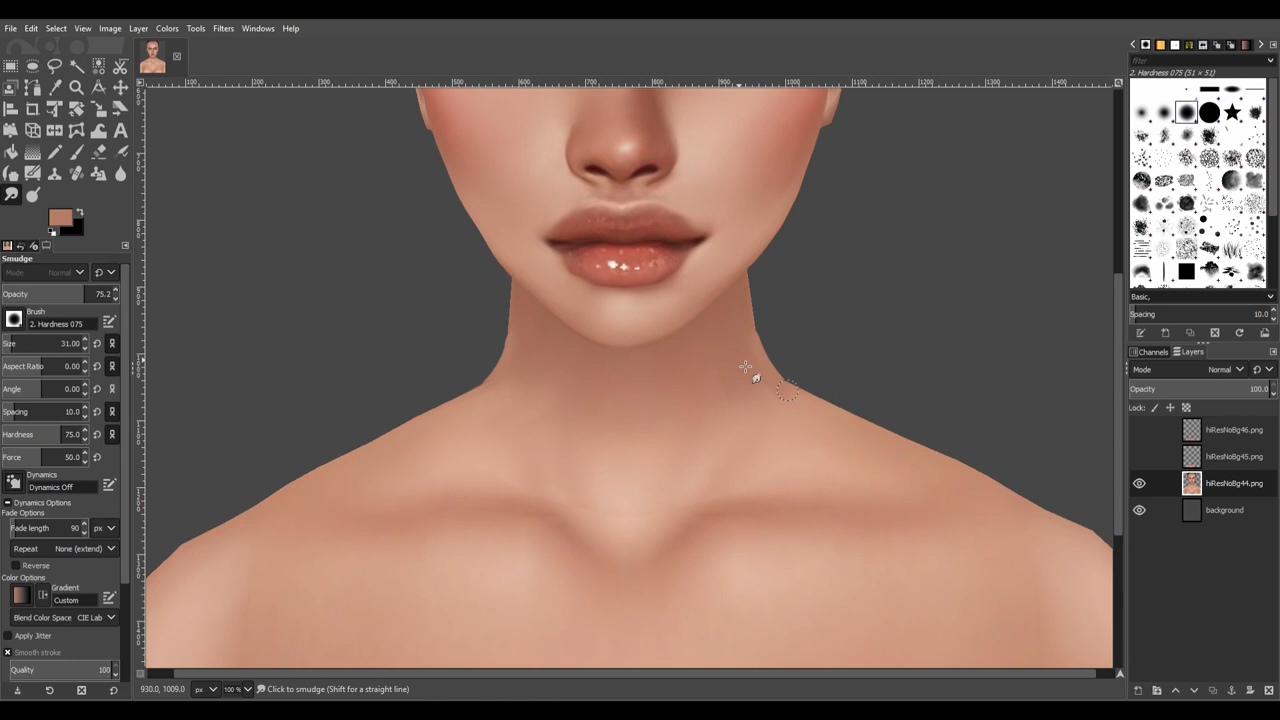 File Edit Select View Image Layer Colors Tools Filters Windows Help
filter
2. Hardness 075 (51 × 51)
Smudge
Mode Normal
Opacity 75.2
Brush
2. Hardness 075
Size 31.00
Aspect Ratio 0.00
Angle 0.00
Spacing 10.0
Hardness 75.0
Force 50.0
Dynamics
Dynamics Off
Dynamics Options
Fade Options
Fade length 90 px
Repeat None (extend)
Reverse
Color Options
Gradient
Custom
Blend Color Space CIE Lab
Apply Jitter
Smooth stroke
Quality 100
Basic,
Spacing 10.0
Channels Layers
Mode Normal
Opacity 100.0
Lock:
hiResNoBg46.png
hiResNoBg45.png
hiResNoBg44.png
background
930.0, 1009.0 px 100 % Click to smudge (Shift for a straight line)